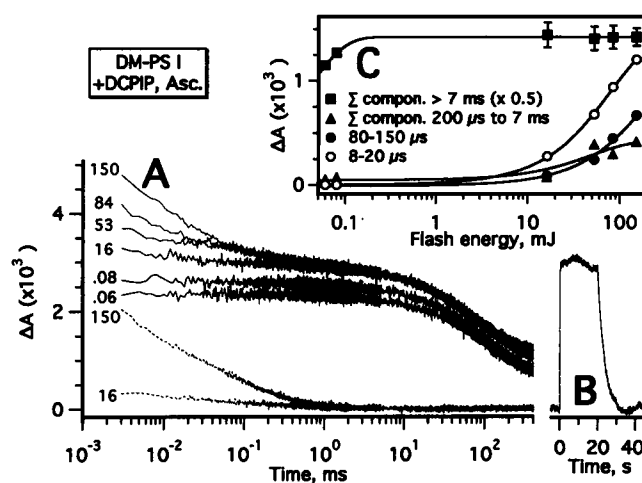 DM-PS I
+DCPIP, Asc.
ΔA (x10³)
1-
0-
C
■ ∑ compon. > 7 ms (x 0.5)
▲ ∑ compon. 200 µs to 7 ms
● 80-150 µs
○ 8-20 µs
0.1 1 10 100
Flash energy, mJ
A
ΔA (x10³)
4
2
0
150
84
53
16
.08
.06
150
16
10⁻³ 10⁻² 10⁻¹ 10⁰ 10¹ 10²
Time, ms
B
0 20 40
Time, s